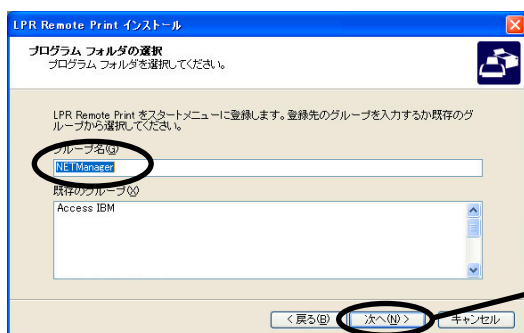 LPR Remote Print インストール
プログラム フォルダの選択
プログラム フォルダを選択してください。
LPR Remote Print をスタートメニューに登録します。登録先のグループを入力するか既存のグ
ループから選択してください。
グループ名(G)
NETManager
既存のグループ(X)
Access IBM
< 戻る(B)
次へ(N) >
キャンセル